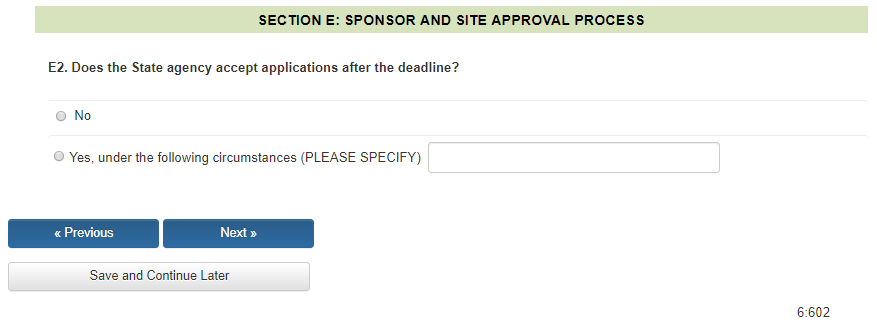 SECTION E: SPONSOR AND SITE APPROVAL PROCESS
E2. Does the State agency accept applications after the deadline?
No
Yes, under the following circumstances (PLEASE SPECIFY)
« Previous
Next »
Save and Continue Later
6:602